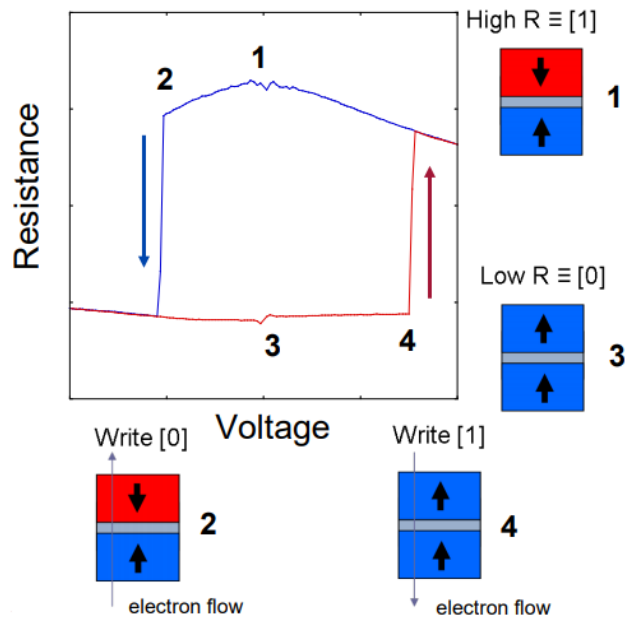 High R ≡ [1]
1
2
1
Resistance
Low R ≡ [0]
3
3
4
Voltage
Write [0]
Write [1]
2
4
electron flow
electron flow